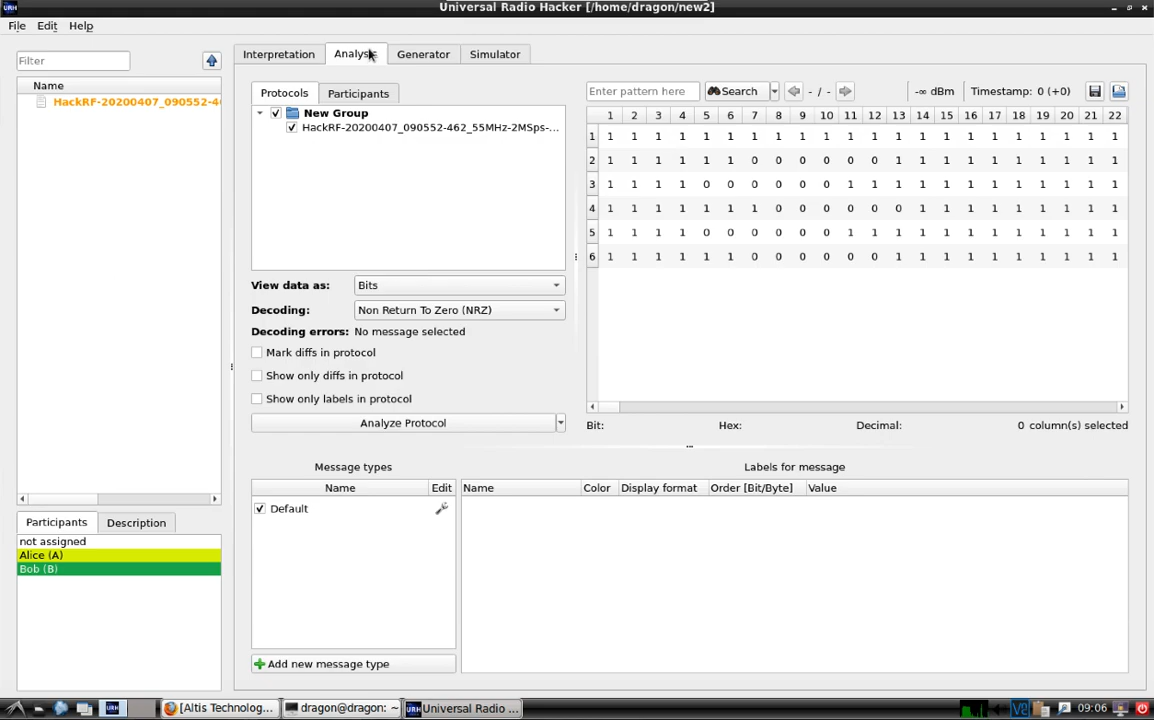 Universal Radio Hacker [/home/dragon/new2]
File Edit Help
Filter
Name
HackRF-20200407_090552-4
Participants Description
not assigned
Alice (A)
Bob (B)
Interpretation Analysis Generator Simulator
Protocols Participants
New Group
HackRF-20200407_090552-462_55MHz-2MSps-...
View data as: Bits
Decoding: Non Return To Zero (NRZ)
Decoding errors: No message selected
Mark diffs in protocol
Show only diffs in protocol
Show only labels in protocol
Analyze Protocol
Enter pattern here Search - / - -∞ dBm Timestamp: 0 (+0)
1 2 3 4 5 6 7 8 9 10 11 12 13 14 15 16 17 18 19 20 21 22
1 1 1 1 1 1 1 1 1 1 1 1 1 1 1 1 1 1 1 1 1 1 1
2 1 1 1 1 1 1 0 0 0 0 0 0 1 1 1 1 1 1 1 1 1 1
3 1 1 1 1 0 0 0 0 0 0 1 1 1 1 1 1 1 1 1 1 1 1
4 1 1 1 1 1 1 1 0 0 0 0 0 0 1 1 1 1 1 1 1 1 1
5 1 1 1 1 0 0 0 0 0 0 1 1 1 1 1 1 1 1 1 1 1 1
6 1 1 1 1 1 1 0 0 0 0 0 0 1 1 1 1 1 1 1 1 1 1
Bit: Hex: Decimal: 0 column(s) selected
Message types
Name Edit
Default
Add new message type
Labels for message
Name Color Display format Order [Bit/Byte] Value
URH [Altis Technolog... dragon@dragon: ~ URH Universal Radio ... 09:06